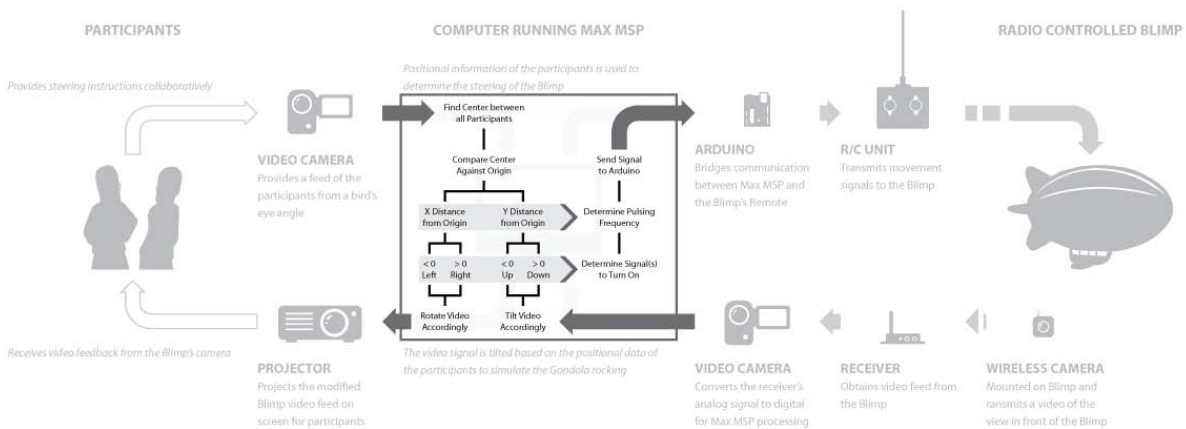 PARTICIPANTS
COMPUTER RUNNING MAX MSP
RADIO CONTROLLED BLIMP
Provides steering instructions collaboratively
Positional information of the participants is used to
determine the steering of the Blimp
VIDEO CAMERA
Provides a feed of the
participants from a bird's
eye angle
Find Center between
all Participants
Compare Center
Against Origin
X Distance
from Origin
Y Distance
from Origin
< 0
Left
> 0
Right
< 0
Up
> 0
Down
Rotate Video
Accordingly
Tilt Video
Accordingly
Send Signal
to Arduino
Determine Pulsing
Frequency
Determine Signal(s)
to Turn On
ARDUINO
Bridges communication
between Max MSP and
the Blimp's Remote
R/C UNIT
Transmits movement
signals to the Blimp
Receives video feedback from the Blimp's camera
PROJECTOR
Projects the modified
Blimp video feed on
screen for participants
The video signal is tilted based on the positional data of
the participants to simulate the Gondola rocking
VIDEO CAMERA
Converts the receiver's
analog signal to digital
for Max MSP processing
RECEIVER
Obtains video feed from
the Blimp
WIRELESS CAMERA
Mounted on Blimp and
ransmits a video of the
view in front of the Blimp